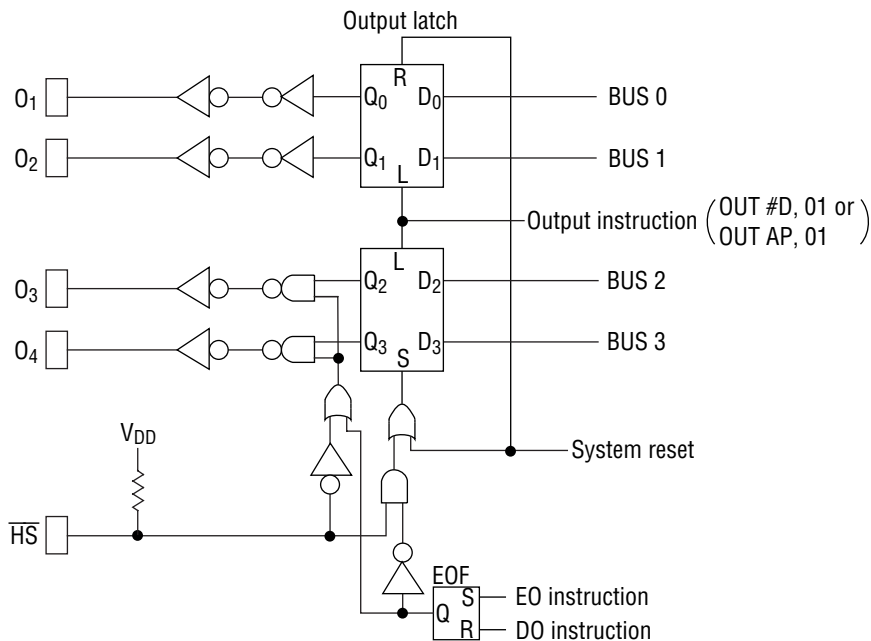 Output latch
R
O1 Q0 D0 BUS 0
O2 Q1 D1 BUS 1
L
Output instruction (OUT #D, 01 or
OUT AP, 01)
L
O3 Q2 D2 BUS 2
O4 Q3 D3 BUS 3
S
VDD
System reset
HS
EOF
S EO instruction
Q
R DO instruction